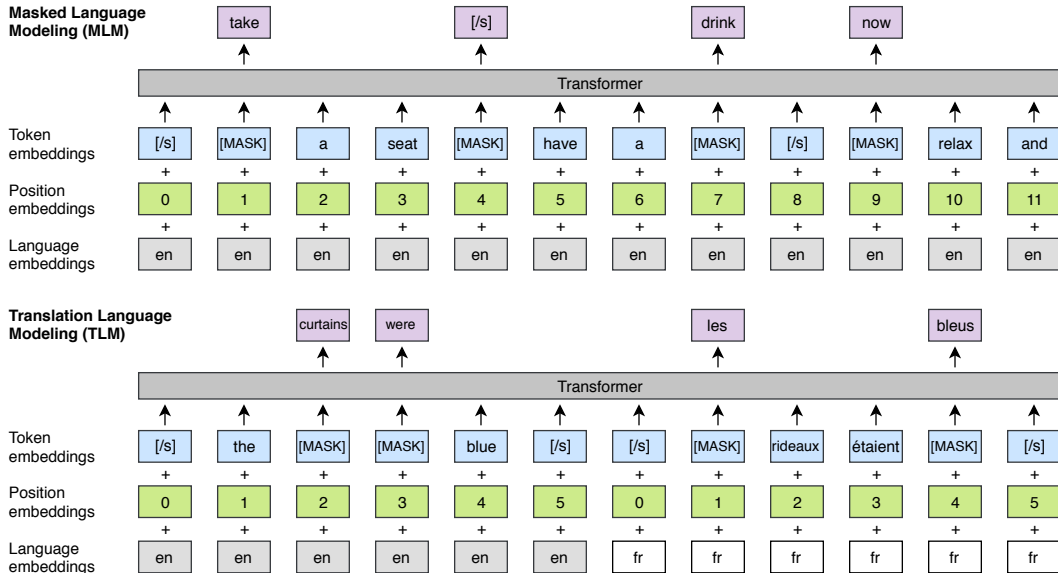 Masked Language
Modeling (MLM)
take [/s] drink now
Transformer
Token
embeddings
[/s] [MASK] a seat [MASK] have a [MASK] [/s] [MASK] relax and
+ + + + + + + + + + + +
Position
embeddings
0 1 2 3 4 5 6 7 8 9 10 11
+ + + + + + + + + + + +
Language
embeddings
en en en en en en en en en en en en
Translation Language
Modeling (TLM)
curtains were les bleus
Transformer
Token
embeddings
[/s] the [MASK] [MASK] blue [/s] [/s] [MASK] rideaux étaient [MASK] [/s]
+ + + + + + + + + + + +
Position
embeddings
0 1 2 3 4 5 0 1 2 3 4 5
+ + + + + + + + + + + +
Language
embeddings
en en en en en en fr fr fr fr fr fr